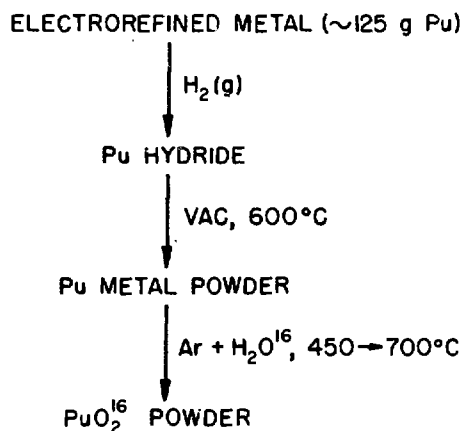 ELECTROREFINED METAL (~125 g Pu)
H₂(g)
Pu HYDRIDE
VAC, 600°C
Pu METAL POWDER
Ar + H₂O¹⁶, 450→700°C
PuO₂¹⁶ POWDER